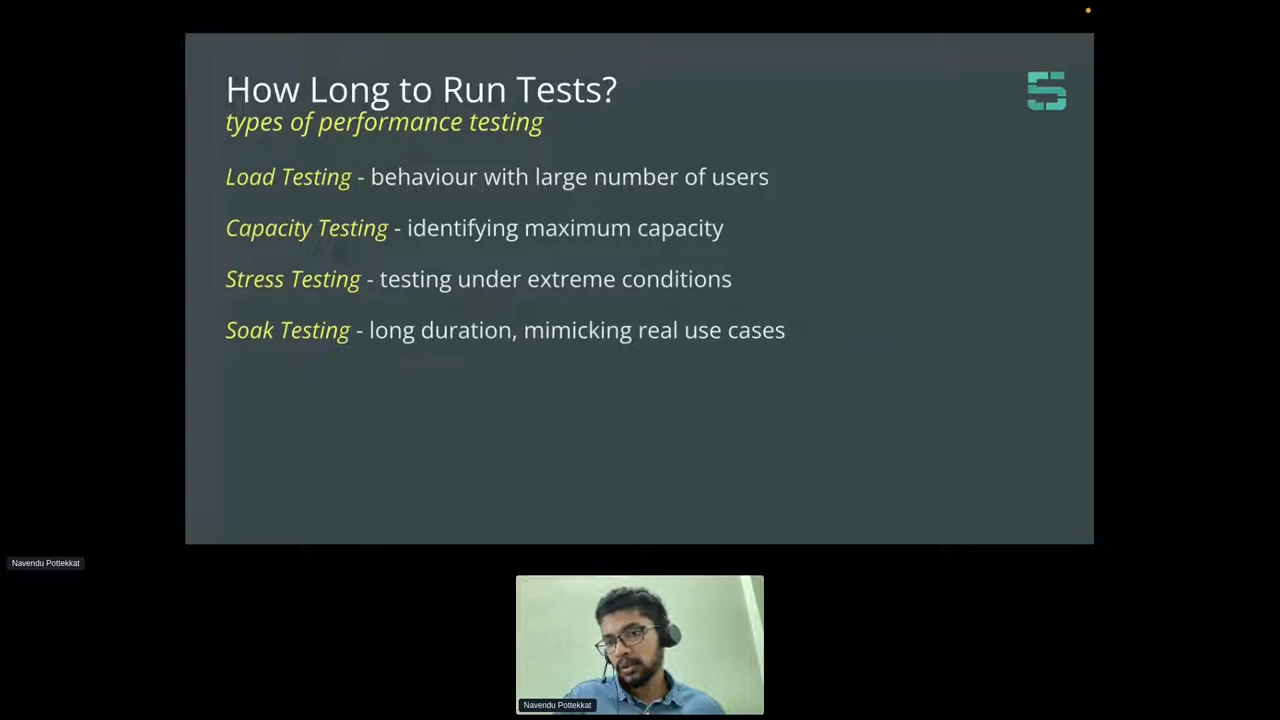 How Long to Run Tests?
types of performance testing
Load Testing - behaviour with large number of users
Capacity Testing - identifying maximum capacity
Stress Testing - testing under extreme conditions
Soak Testing - long duration, mimicking real use cases
Navendu Pottekkat
Navendu Pottekkat